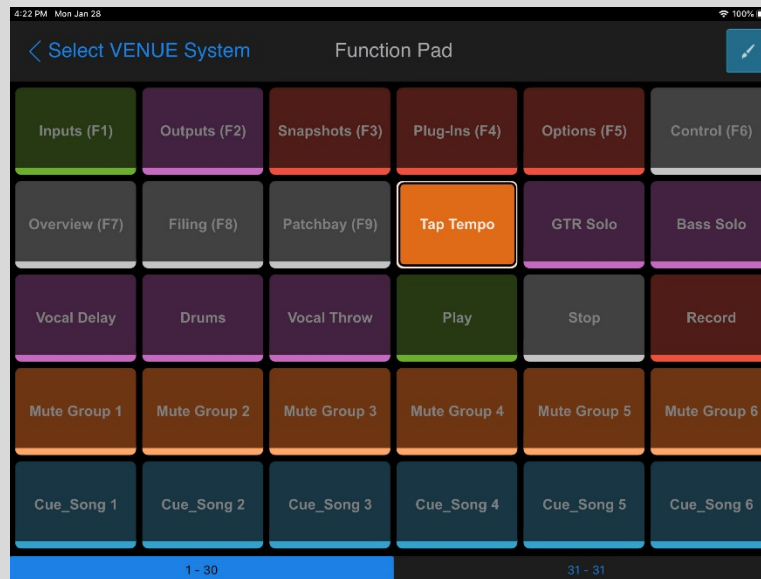 4:22 PM Mon Jan 28 100%
Select VENUE System Function Pad
Inputs (F1) Outputs (F2) Snapshots (F3) Plug-Ins (F4) Options (F5) Control (F6)
Overview (F7) Filing (F8) Patchbay (F9) Tap Tempo GTR Solo Bass Solo
Vocal Delay Drums Vocal Throw Play Stop Record
Mute Group 1 Mute Group 2 Mute Group 3 Mute Group 4 Mute Group 5 Mute Group 6
Cue_Song 1 Cue_Song 2 Cue_Song 3 Cue_Song 4 Cue_Song 5 Cue_Song 6
1 - 30 31 - 31